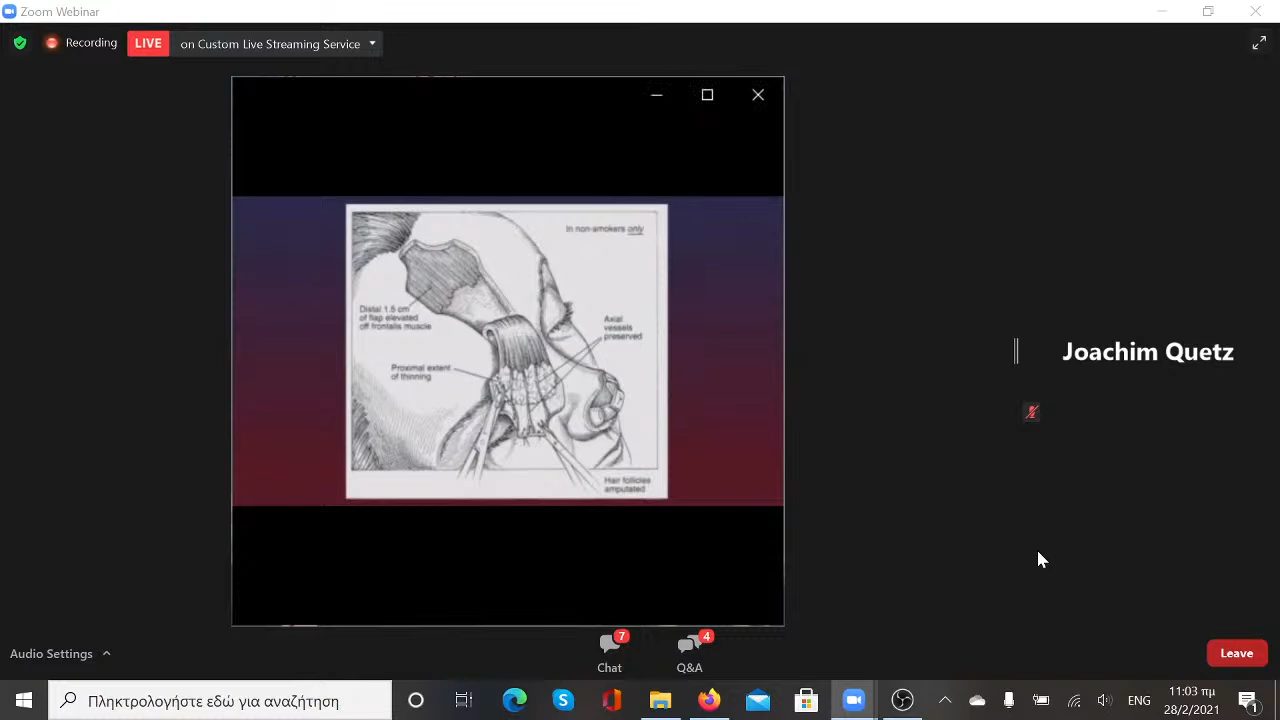 Zoom Webinar
Recording
LIVE
on Custom Live Streaming Service
In non-smokers only
Distal 1.5 cm
of flap elevated
off frontalis muscle
Axial
vessels
preserved
Proximal extent
of thinning
Hair follicles
amputated
Joachim Quetz
Audio Settings
7
Chat
4
Q&A
Leave
Πληκτρολογήστε εδώ για αναζήτηση
ENG
11:03 πμ
28/2/2021
1